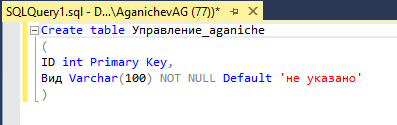 SQLQuery1.sql - D...\AganichevAG (77))*
Create table Управление_aganiche
(
ID int Primary Key,
Вид Varchar(100) NOT NULL Default 'не указано'
)